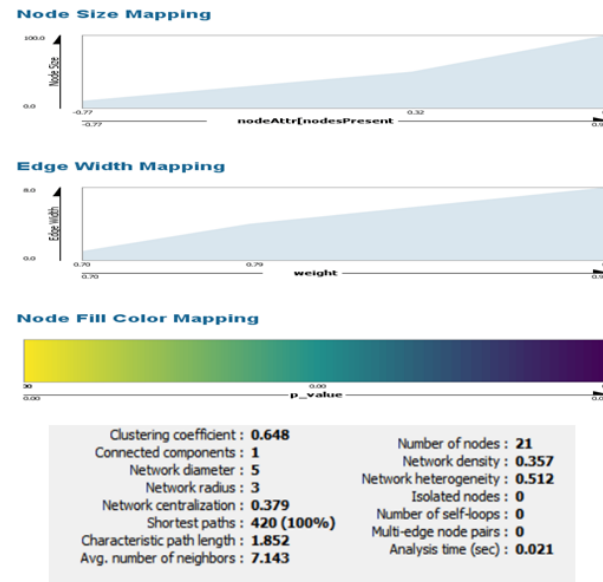 Node Size Mapping
100.0
Node Size
0.0
-0.77
0.32
-0.77
nodeAttr[nodesPresent
Edge Width Mapping
8.0
Edge Width
0.0
0.70
0.79
0.70
weight
Node Fill Color Mapping
0.00
0.00
p_value
Clustering coefficient : 0.648
Connected components : 1
Network diameter : 5
Network radius : 3
Network centralization : 0.379
Shortest paths : 420 (100%)
Characteristic path length : 1.852
Avg. number of neighbors : 7.143
Number of nodes : 21
Network density : 0.357
Network heterogeneity : 0.512
Isolated nodes : 0
Number of self-loops : 0
Multi-edge node pairs : 0
Analysis time (sec) : 0.021